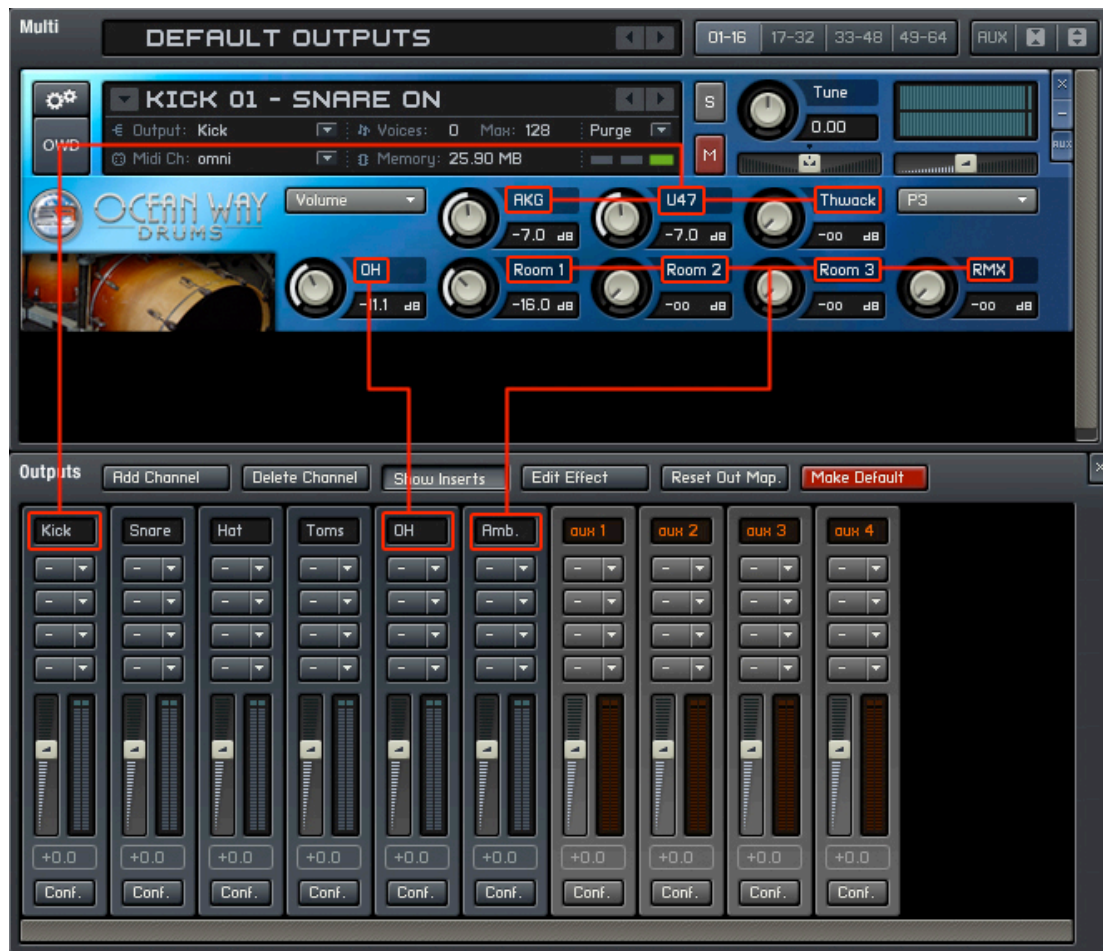 Multi
DEFAULT OUTPUTS
01-16 17-32 33-48 49-64 AUX
KICK 01 - SNARE ON
S
Tune
OWD
Output: Kick Voices: 0 Max: 128 Purge
0.00
AUX
Midi Ch: omni Memory: 25.90 MB
M
OCEAN WAY
DRUMS
Volume AKG U47 Thwack P3
-7.0 dB -7.0 dB -oo dB
OH Room 1 Room 2 Room 3 RMX
-11.1 dB -16.0 dB -oo dB -oo dB -oo dB
Outputs Add Channel Delete Channel Show Inserts Edit Effect Reset Out Map. Make Default
Kick Snare Hat Toms OH Amb. aux 1 aux 2 aux 3 aux 4
- - - - - - - - - -
- - - - - - - - - -
- - - - - - - - - -
- - - - - - - - - -
+0.0 +0.0 +0.0 +0.0 +0.0 +0.0 +0.0 +0.0 +0.0 +0.0
Conf. Conf. Conf. Conf. Conf. Conf. Conf. Conf. Conf. Conf.